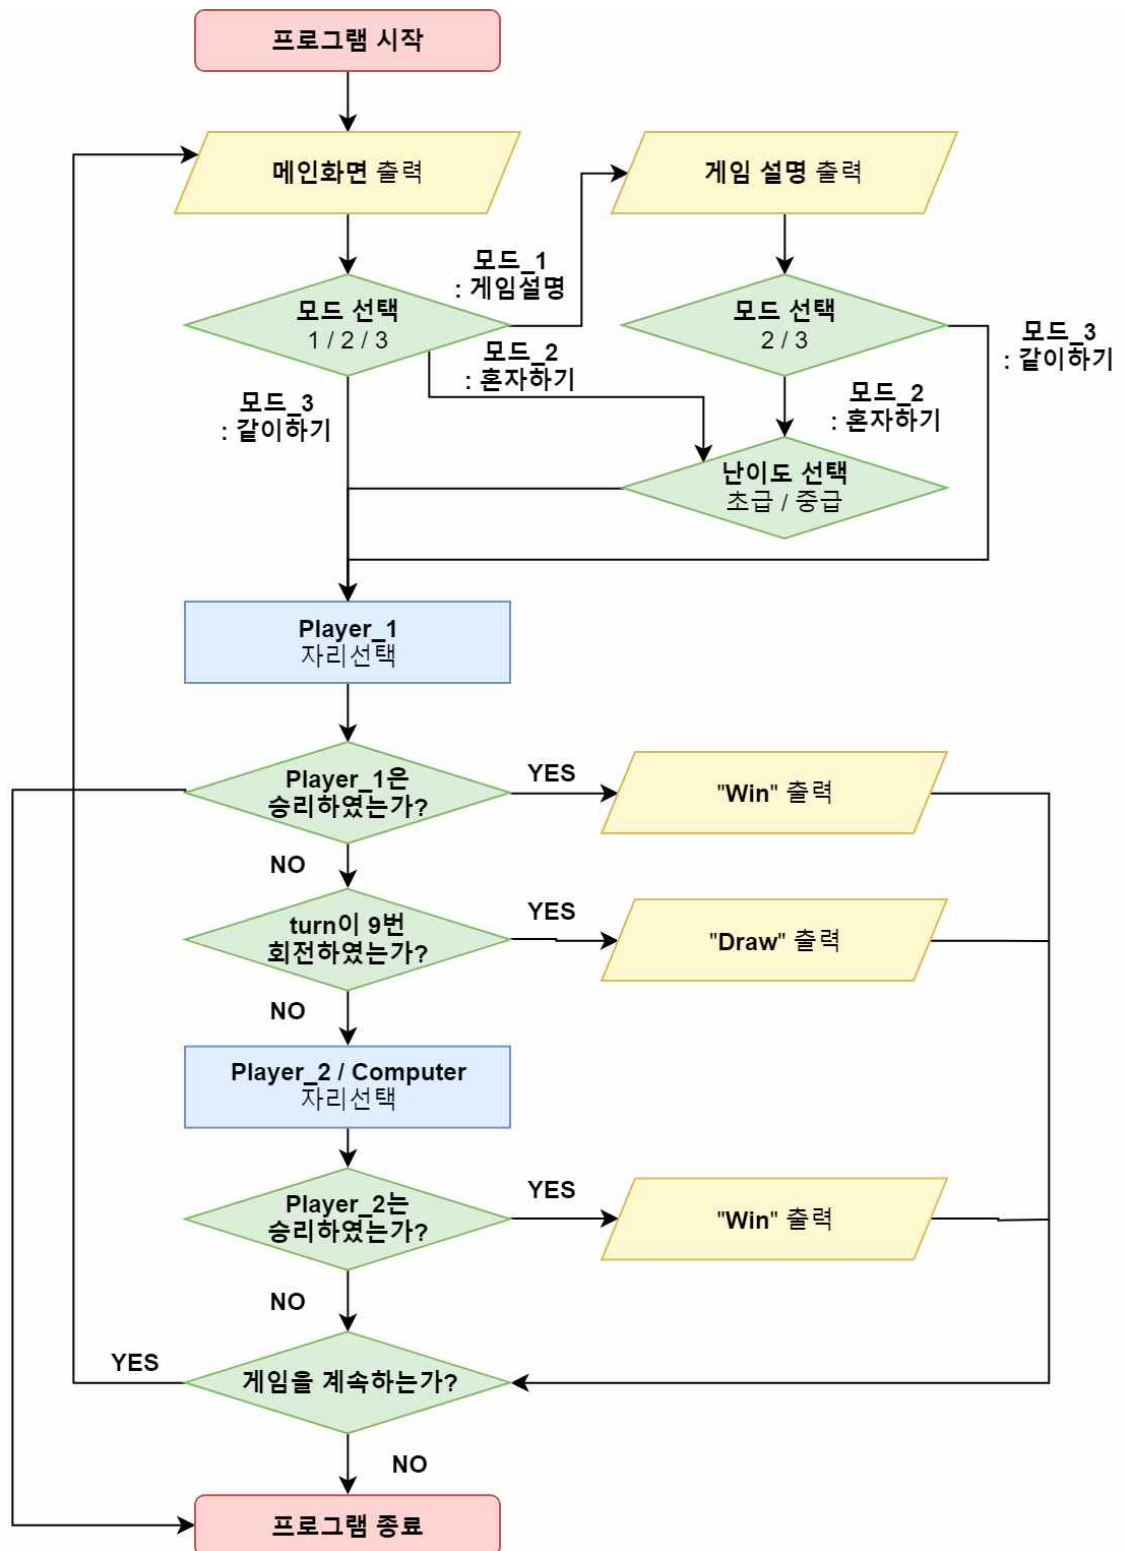 프로그램 시작
메인화면 출력
게임 설명 출력
모드_1
: 게임설명
모드 선택
1 / 2 / 3
모드 선택
2 / 3
모드_3
: 같이하기
모드_2
: 혼자하기
모드_3
: 같이하기
모드_2
: 혼자하기
난이도 선택
초급 / 중급
Player_1
자리선택
Player_1은
승리하였는가?
YES
"Win" 출력
NO
turn이 9번
회전하였는가?
YES
"Draw" 출력
NO
Player_2 / Computer
자리선택
Player_2는
승리하였는가?
YES
"Win" 출력
NO
YES
게임을 계속하는가?
NO
프로그램 종료